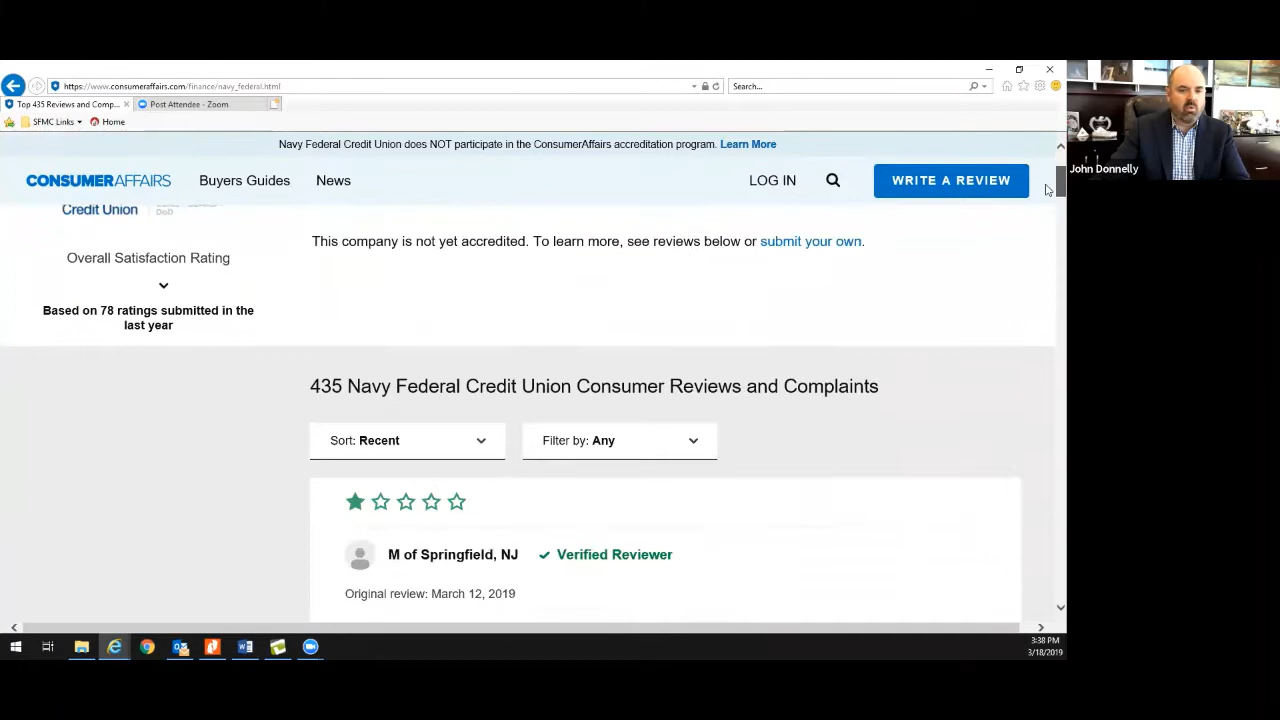 https://www.consumeraffairs.com/finance/navy_federal.html
Search...
Top 435 Reviews and Comp...
Post Attendee - Zoom
SFMC Links
Home
Navy Federal Credit Union does NOT participate in the ConsumerAffairs accreditation program. Learn More
CONSUMERAFFAIRS
Buyers Guides
News
LOG IN
WRITE A REVIEW
John Donnelly
Credit Union
DoD
This company is not yet accredited. To learn more, see reviews below or submit your own.
Overall Satisfaction Rating
Based on 78 ratings submitted in the
last year
435 Navy Federal Credit Union Consumer Reviews and Complaints
Sort: Recent
Filter by: Any
M of Springfield, NJ
Verified Reviewer
Original review: March 12, 2019
3:38 PM
3/18/2019